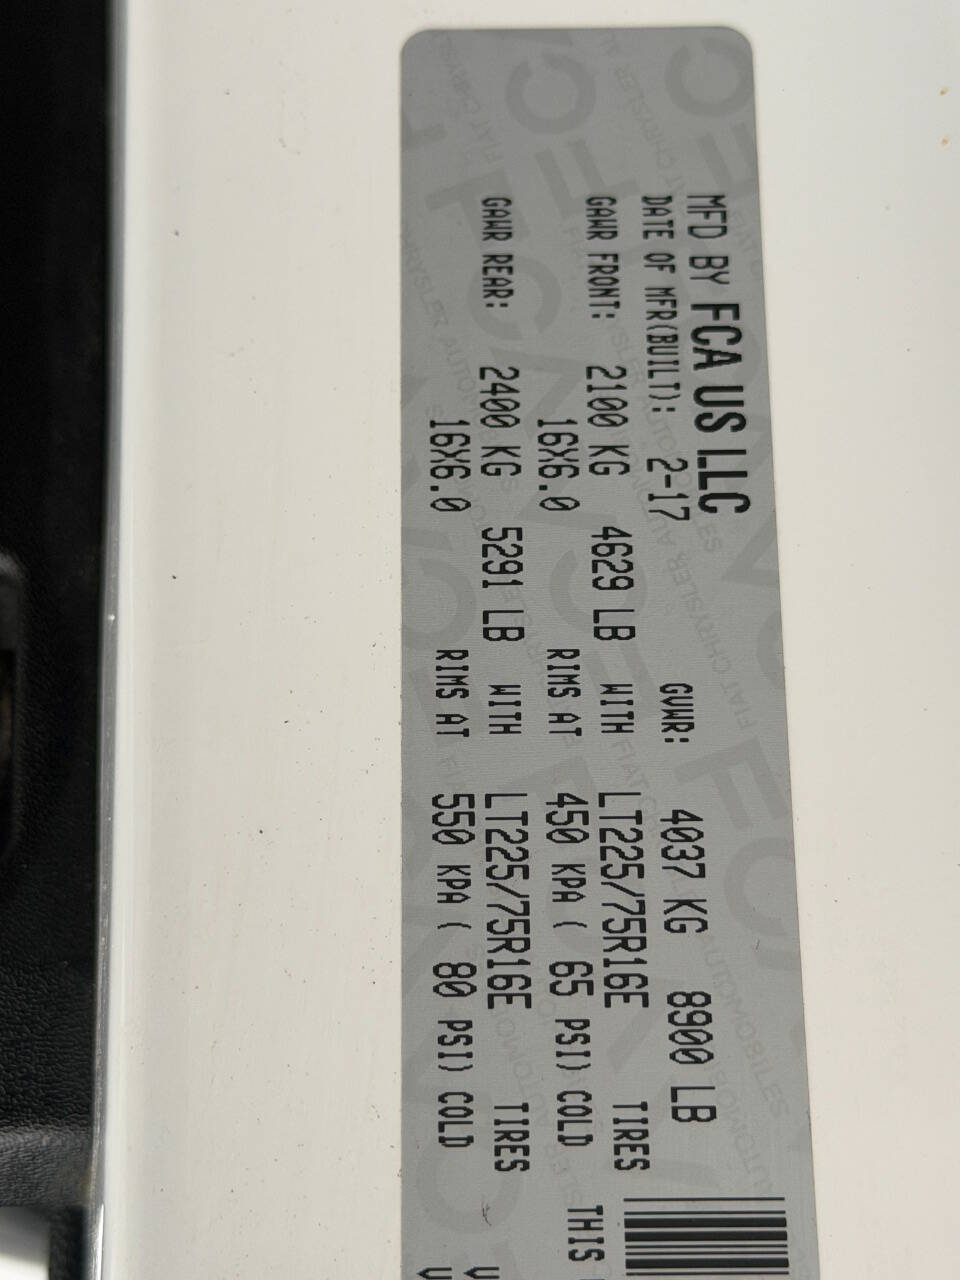 MFD BY FCA US LLC
DATE OF MFR(BUILT): 2-17 GVWR: 4037 KG 8900 LB
GAWR FRONT: 2100 KG 4629 LB WITH LT225/75R16E TIRES
16X6.0 RIMS AT 450 KPA ( 65 PSI) COLD
GAWR REAR: 2400 KG 5291 LB WITH LT225/75R16E TIRES
16X6.0 RIMS AT 550 KPA ( 80 PSI) COLD
THIS